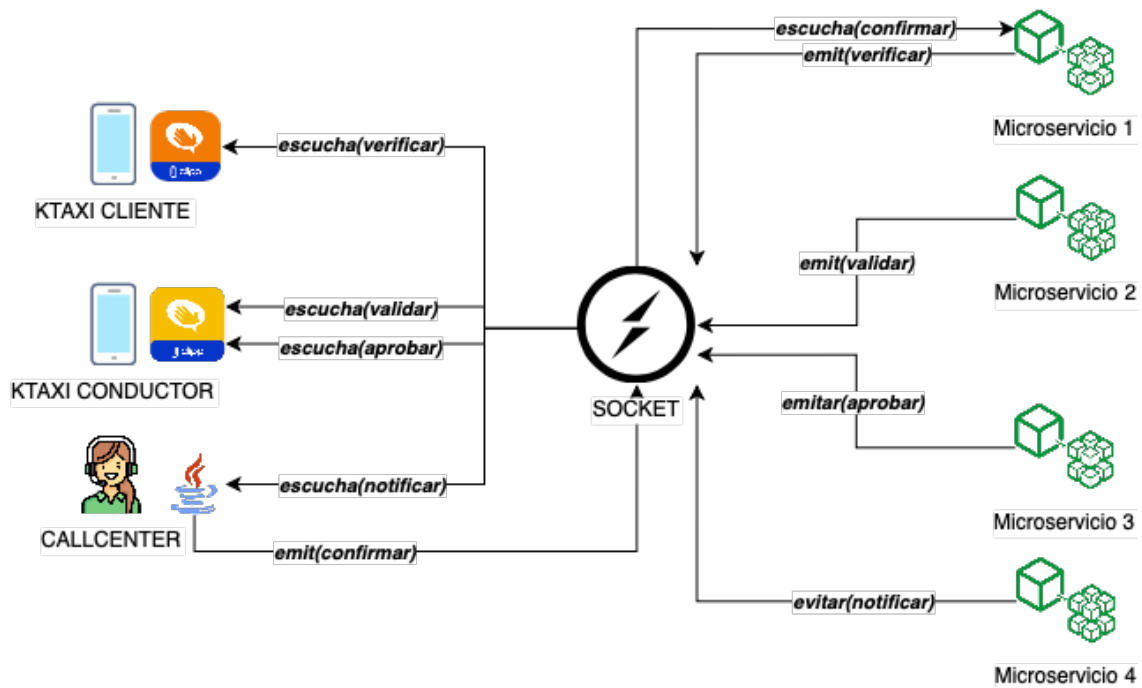 escucha(confirmar)
emit(verificar)
Microservicio 1
escucha(verificar)
KTAXI CLIENTE
emit(validar)
Microservicio 2
escucha(validar)
escucha(aprobar)
KTAXI CONDUCTOR
SOCKET
emitar(aprobar)
Microservicio 3
escucha(notificar)
CALLCENTER
emit(confirmar)
evitar(notificar)
Microservicio 4